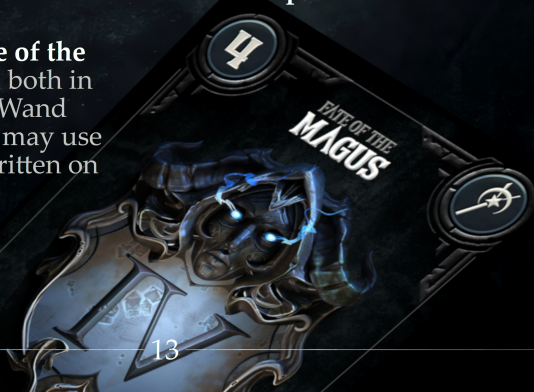 e of the
both in
Wand
may use
ritten on
4
FATE OF THE
MAGUS
IV
13